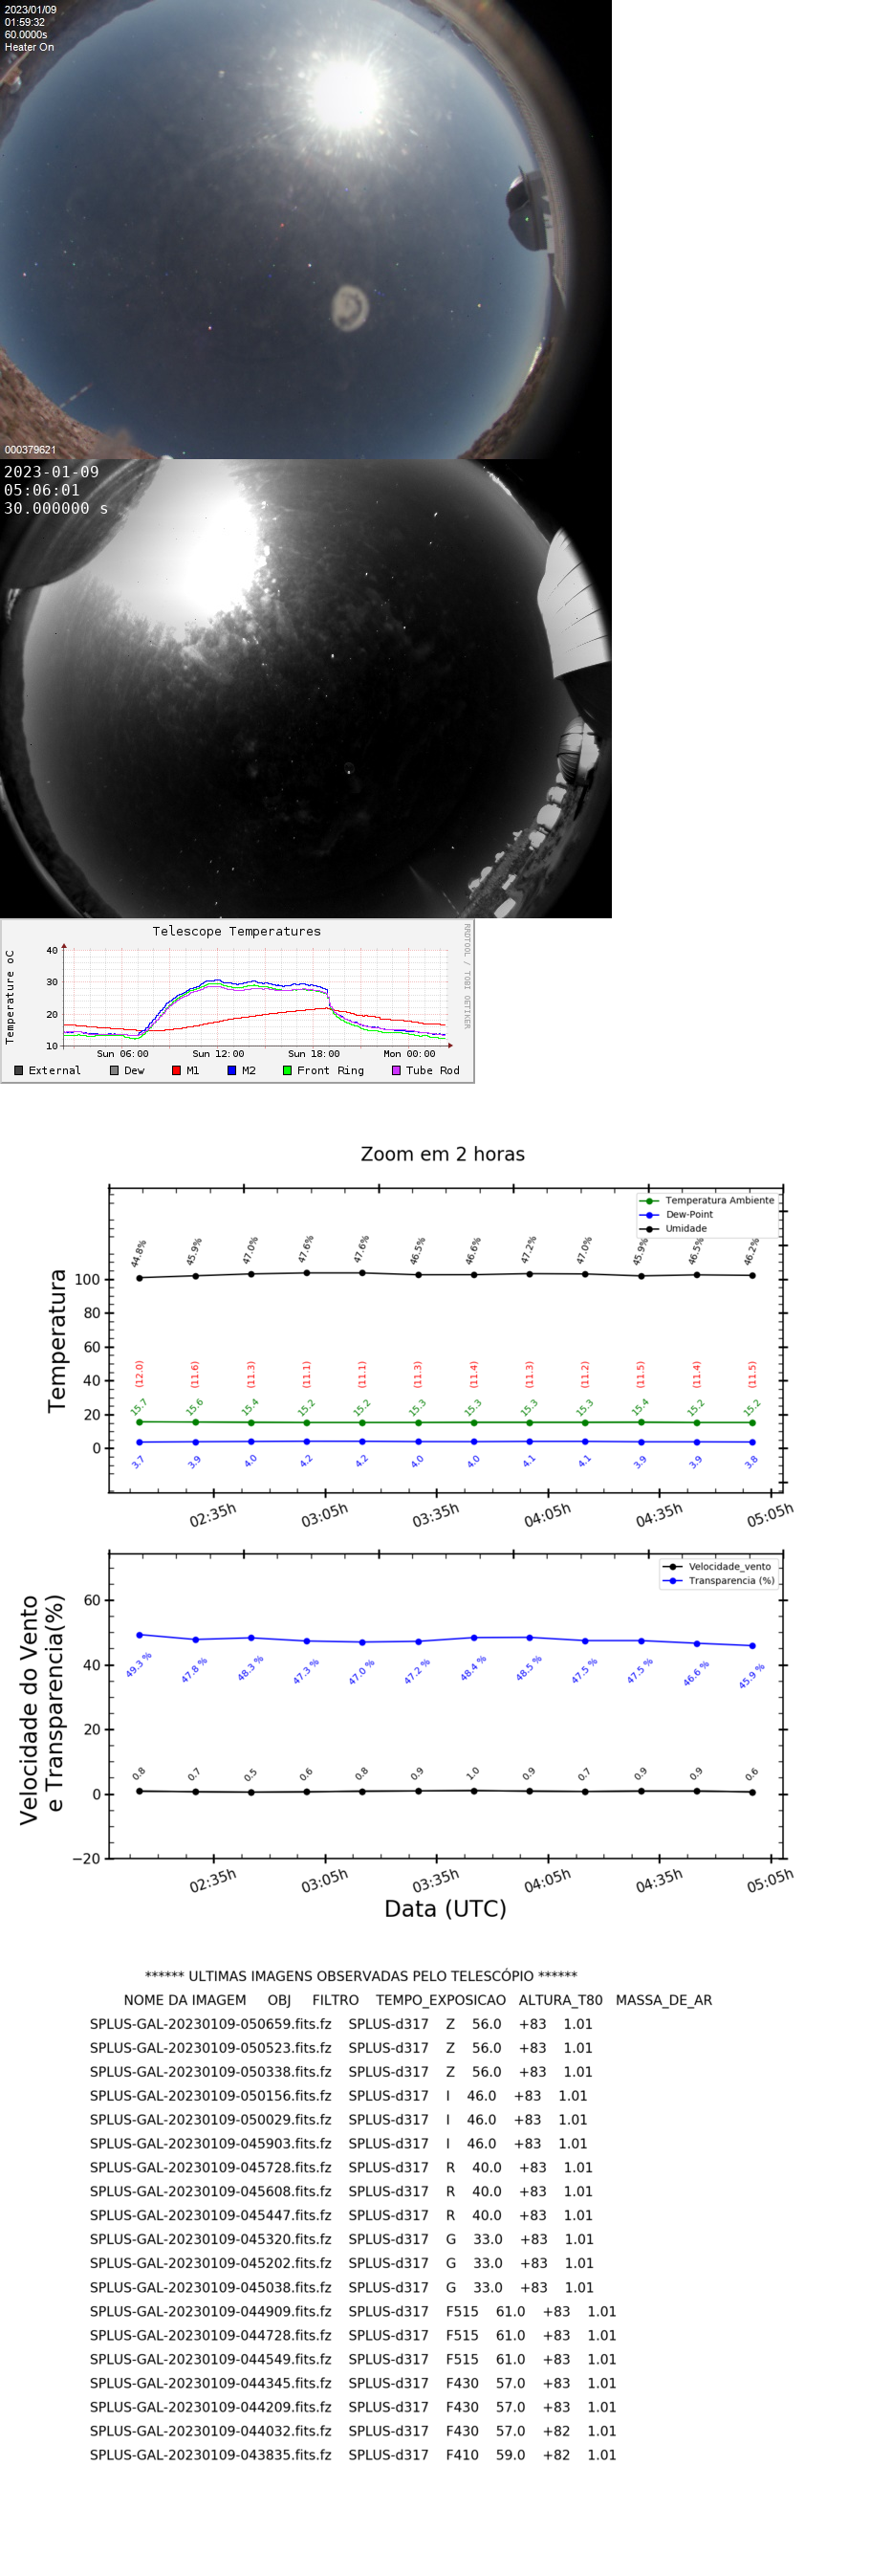 2023/01/09
01:59:32
60.0000s
Heater On
000379621
2023-01-09
05:06:01
30.000000 s
Telescope Temperatures
RRDTOOL / TOBI OETIKER
Temperature oC
40
30
20
10
Sun 06:00 Sun 12:00 Sun 18:00 Mon 00:00
External Dew M1 M2 Front Ring Tube Rod
Zoom em 2 horas
Temperatura Ambiente
Dew-Point
Umidade
44.8% 45.9% 47.0% 47.6% 47.6% 46.5% 46.6% 47.2% 47.0% 45.9% 46.5% 46.2%
Temperatura
100
80
60
40
20
0
(12.0) (11.6) (11.3) (11.1) (11.1) (11.3) (11.4) (11.3) (11.2) (11.5) (11.4) (11.5)
15.7 15.6 15.4 15.2 15.2 15.3 15.3 15.3 15.3 15.4 15.2 15.2
3.7 3.9 4.0 4.2 4.2 4.0 4.0 4.1 4.1 3.9 3.9 3.8
02:35h 03:05h 03:35h 04:05h 04:35h 05:05h
Velocidade_vento
Transparencia (%)
Velocidade do Vento
e Transparencia(%)
60
40
20
0
−20
49.3 % 47.8 % 48.3 % 47.3 % 47.0 % 47.2 % 48.4 % 48.5 % 47.5 % 47.5 % 46.6 % 45.9 %
0.8 0.7 0.5 0.6 0.8 0.9 1.0 0.9 0.7 0.9 0.9 0.6
02:35h 03:05h 03:35h 04:05h 04:35h 05:05h
Data (UTC)
****** ULTIMAS IMAGENS OBSERVADAS PELO TELESCÓPIO ******
NOME DA IMAGEM OBJ FILTRO TEMPO_EXPOSICAO ALTURA_T80 MASSA_DE_AR
SPLUS-GAL-20230109-050659.fits.fz SPLUS-d317 Z 56.0 +83 1.01
SPLUS-GAL-20230109-050523.fits.fz SPLUS-d317 Z 56.0 +83 1.01
SPLUS-GAL-20230109-050338.fits.fz SPLUS-d317 Z 56.0 +83 1.01
SPLUS-GAL-20230109-050156.fits.fz SPLUS-d317 I 46.0 +83 1.01
SPLUS-GAL-20230109-050029.fits.fz SPLUS-d317 I 46.0 +83 1.01
SPLUS-GAL-20230109-045903.fits.fz SPLUS-d317 I 46.0 +83 1.01
SPLUS-GAL-20230109-045728.fits.fz SPLUS-d317 R 40.0 +83 1.01
SPLUS-GAL-20230109-045608.fits.fz SPLUS-d317 R 40.0 +83 1.01
SPLUS-GAL-20230109-045447.fits.fz SPLUS-d317 R 40.0 +83 1.01
SPLUS-GAL-20230109-045320.fits.fz SPLUS-d317 G 33.0 +83 1.01
SPLUS-GAL-20230109-045202.fits.fz SPLUS-d317 G 33.0 +83 1.01
SPLUS-GAL-20230109-045038.fits.fz SPLUS-d317 G 33.0 +83 1.01
SPLUS-GAL-20230109-044909.fits.fz SPLUS-d317 F515 61.0 +83 1.01
SPLUS-GAL-20230109-044728.fits.fz SPLUS-d317 F515 61.0 +83 1.01
SPLUS-GAL-20230109-044549.fits.fz SPLUS-d317 F515 61.0 +83 1.01
SPLUS-GAL-20230109-044345.fits.fz SPLUS-d317 F430 57.0 +83 1.01
SPLUS-GAL-20230109-044209.fits.fz SPLUS-d317 F430 57.0 +83 1.01
SPLUS-GAL-20230109-044032.fits.fz SPLUS-d317 F430 57.0 +82 1.01
SPLUS-GAL-20230109-043835.fits.fz SPLUS-d317 F410 59.0 +82 1.01